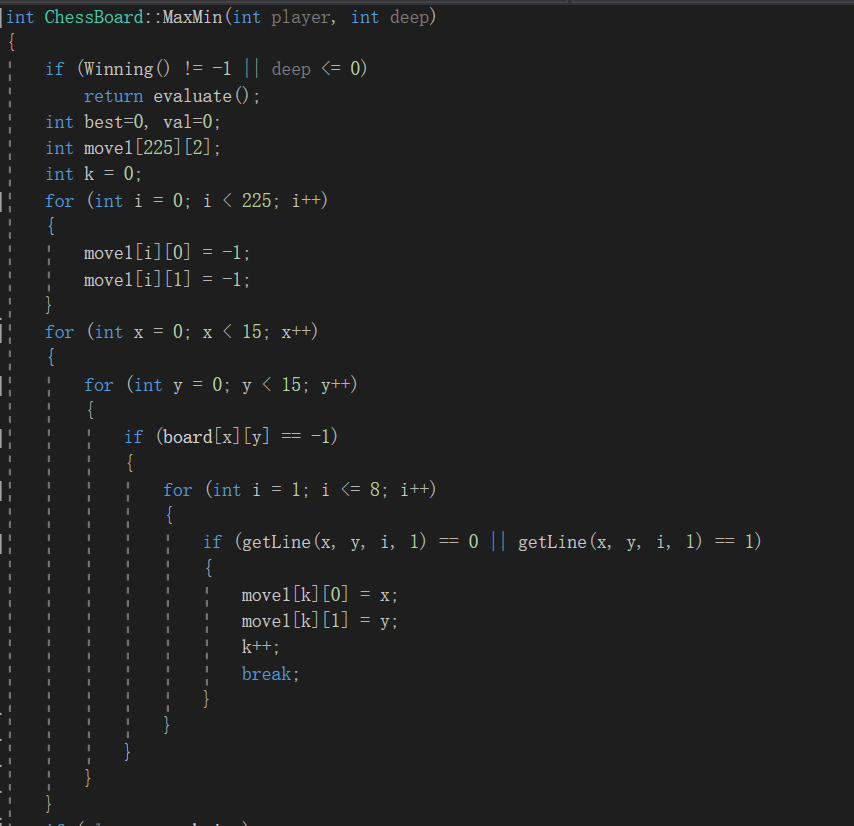 int ChessBoard::MaxMin(int player, int deep)
{
    if (Winning() != -1 || deep <= 0)
        return evaluate();
    int best=0, val=0;
    int move1[225][2];
    int k = 0;
    for (int i = 0; i < 225; i++)
    {
        move1[i][0] = -1;
        move1[i][1] = -1;
    }
    for (int x = 0; x < 15; x++)
    {
        for (int y = 0; y < 15; y++)
        {
            if (board[x][y] == -1)
            {
                for (int i = 1; i <= 8; i++)
                {
                    if (getLine(x, y, i, 1) == 0 || getLine(x, y, i, 1) == 1)
                    {
                        move1[k][0] = x;
                        move1[k][1] = y;
                        k++;
                        break;
                    }
                }
            }
        }
    }